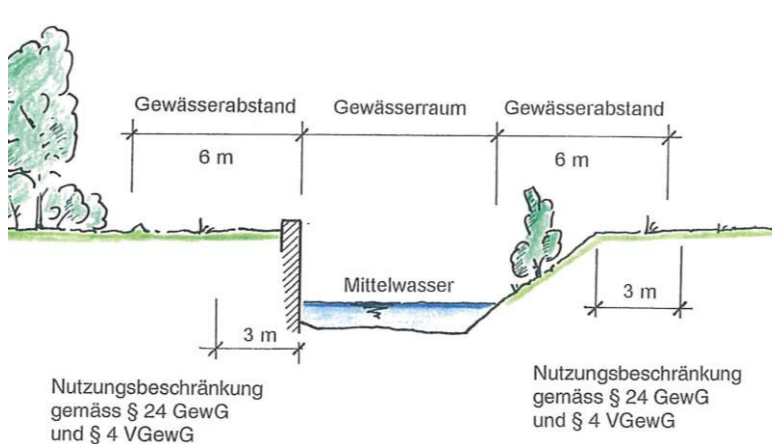 Gewässerabstand
Gewässerraum
Gewässerabstand
6 m
6 m
Mittelwasser
3 m
3 m
Nutzungsbeschränkung
gemäss § 24 GewG
und § 4 VGewG
Nutzungsbeschränkung
gemäss § 24 GewG
und § 4 VGewG